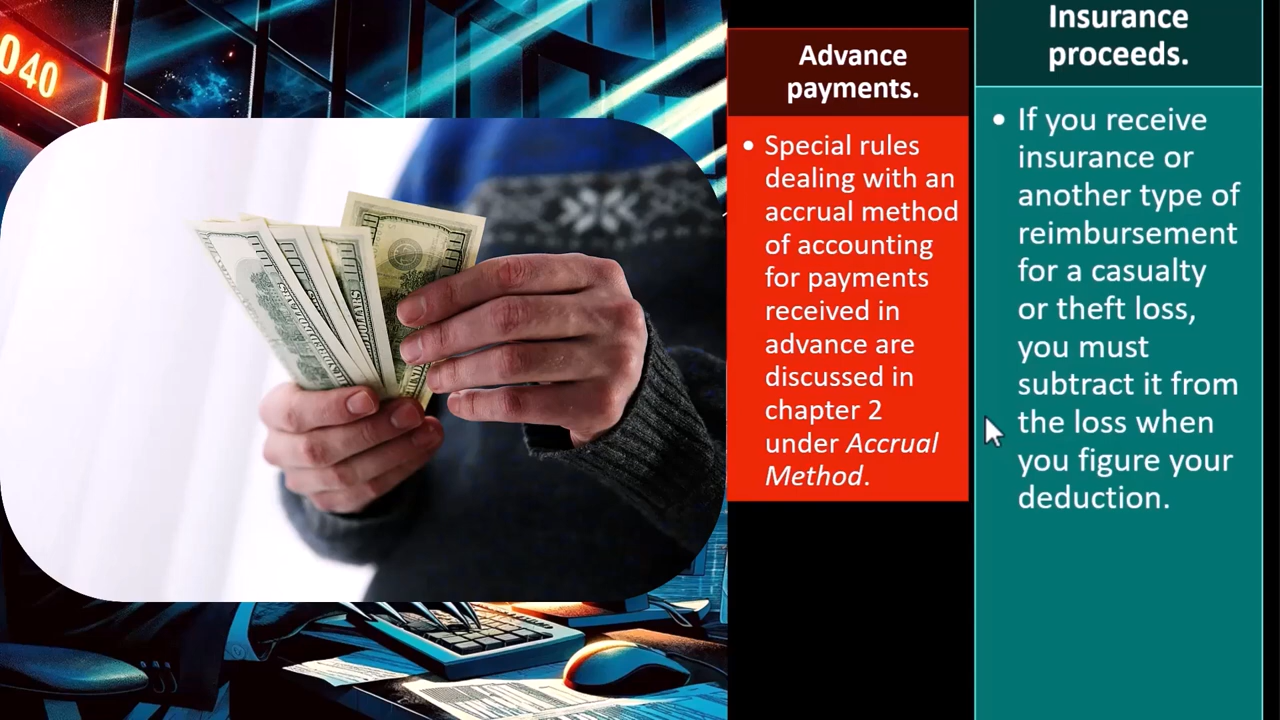 040
Advance
payments.
• Special rules
dealing with an
accrual method
of accounting
for payments
received in
advance are
discussed in
chapter 2
under Accrual
Method.
Insurance
proceeds.
• If you receive
insurance or
another type of
reimbursement
for a casualty
or theft loss,
you must
subtract it from
the loss when
you figure your
deduction.